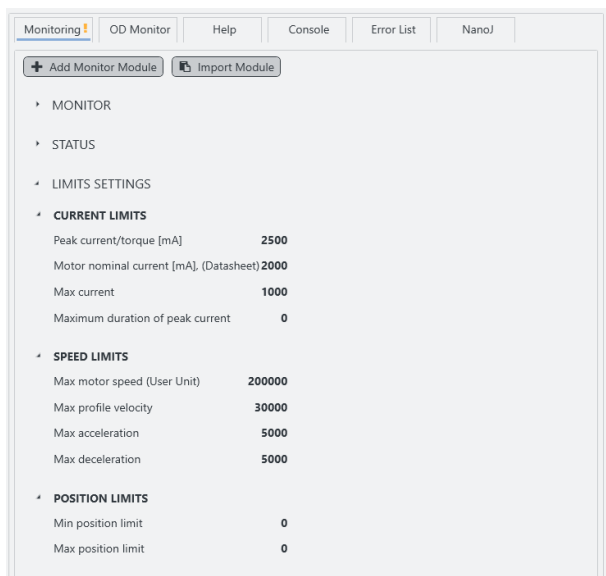 Monitoring! OD Monitor Help Console Error List NanoJ
Add Monitor Module Import Module
MONITOR
STATUS
LIMITS SETTINGS
CURRENT LIMITS
Peak current/torque [mA] 2500
Motor nominal current [mA], (Datasheet) 2000
Max current 1000
Maximum duration of peak current 0
SPEED LIMITS
Max motor speed (User Unit) 200000
Max profile velocity 30000
Max acceleration 5000
Max deceleration 5000
POSITION LIMITS
Min position limit 0
Max position limit 0